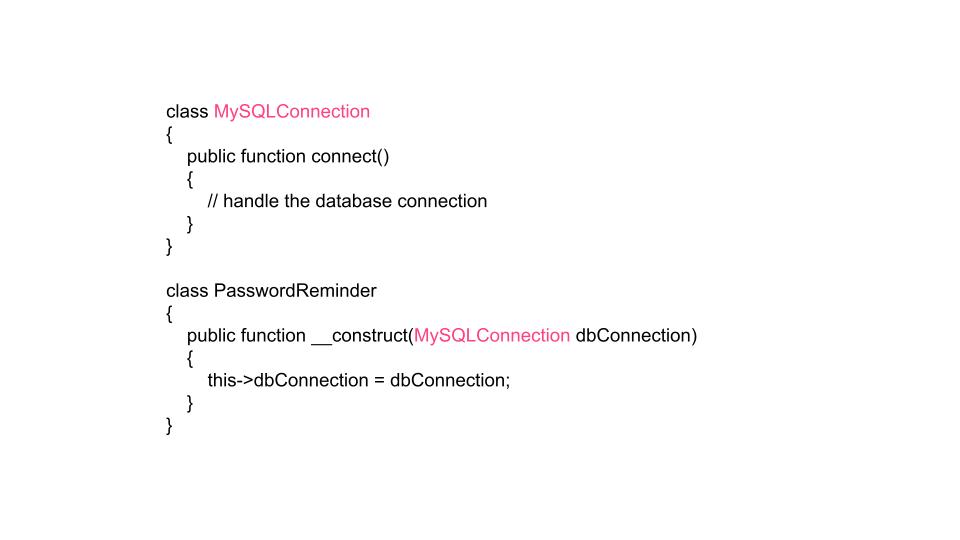 class MySQLConnection
{
public function connect()
{
// handle the database connection
}
}
class PasswordReminder
{
public function __construct(MySQLConnection dbConnection)
{
this->dbConnection = dbConnection;
}
}